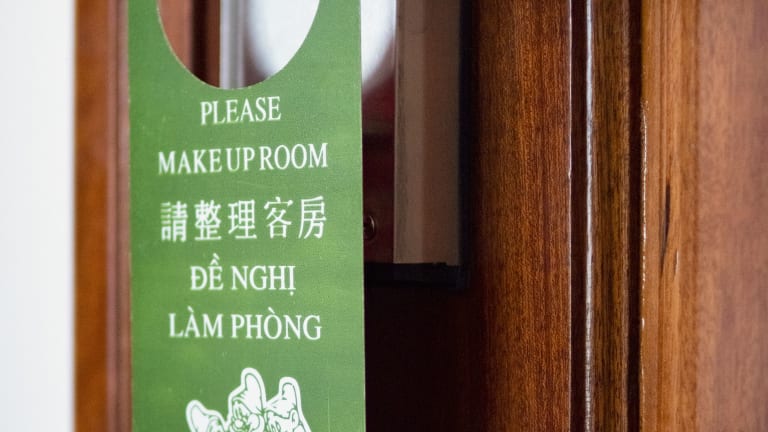 PLEASE
MAKE UP ROOM
請整理客房
ĐỀ NGHỊ
LÀM PHÒNG